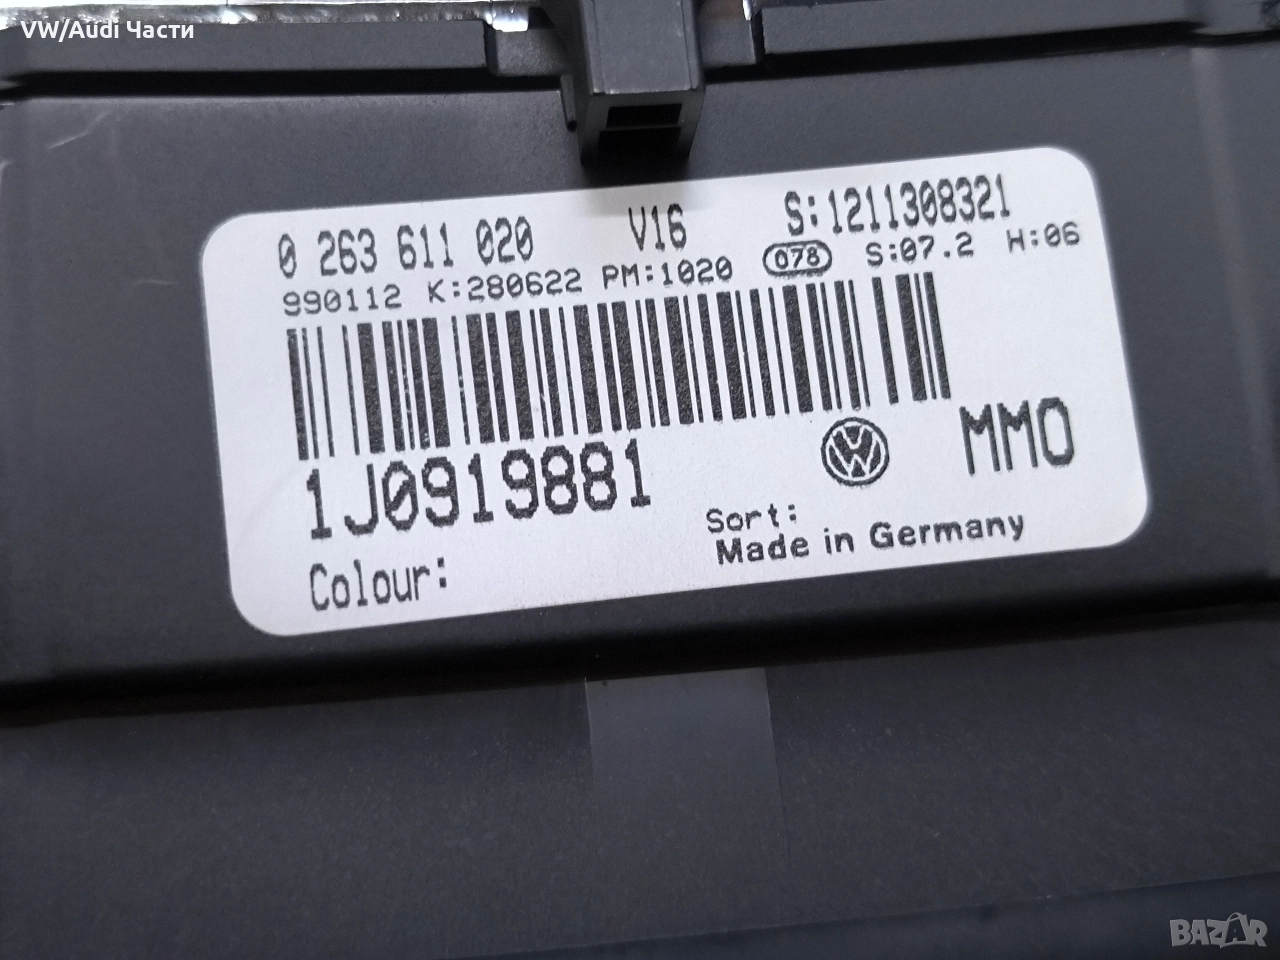 VW/Audi Части
0 263 611 020 V16 S:1211308321
990112 K:280622 PM:1020 078 S:07.2 H:06
1J0919881 MMO
Colour: Sort:
Made in Germany
BAZAR